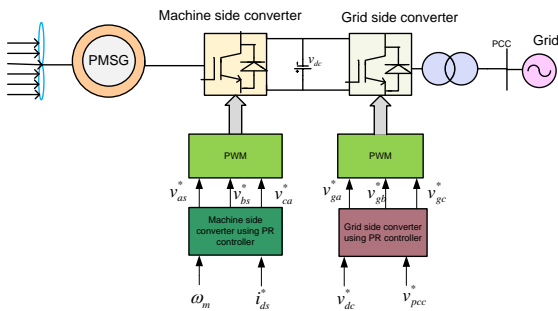 Machine side converter
Grid side converter
Grid
PCC
PMSG
v_dc
PWM
PWM
v*_as
v*_bs
v*_ca
v*_ga
v*_gb
v*_gc
Machine side
converter using PR
controller
Grid side converter
using PR controller
ω_m
i*_ds
v*_dc
v*_pcc